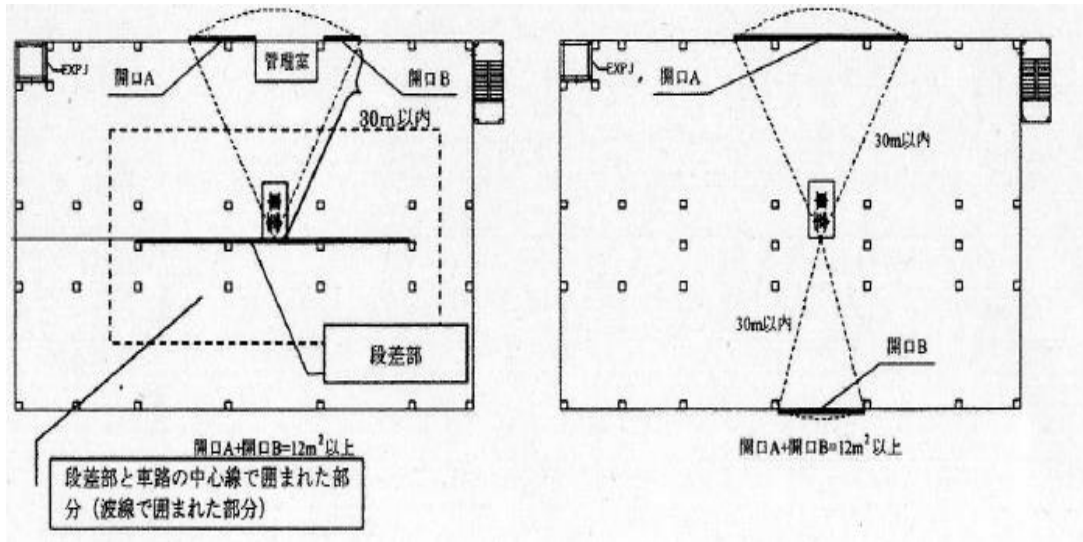 管理室
EXPJ
開口A
開口B
30m以内
車両
段差部
開口A+開口B=12m²以上
段差部と車路の中心線で囲まれた部
分（波線で囲まれた部分）
EXPJ
開口A
30m以内
車両
30m以内
開口B
開口A+開口B=12m²以上